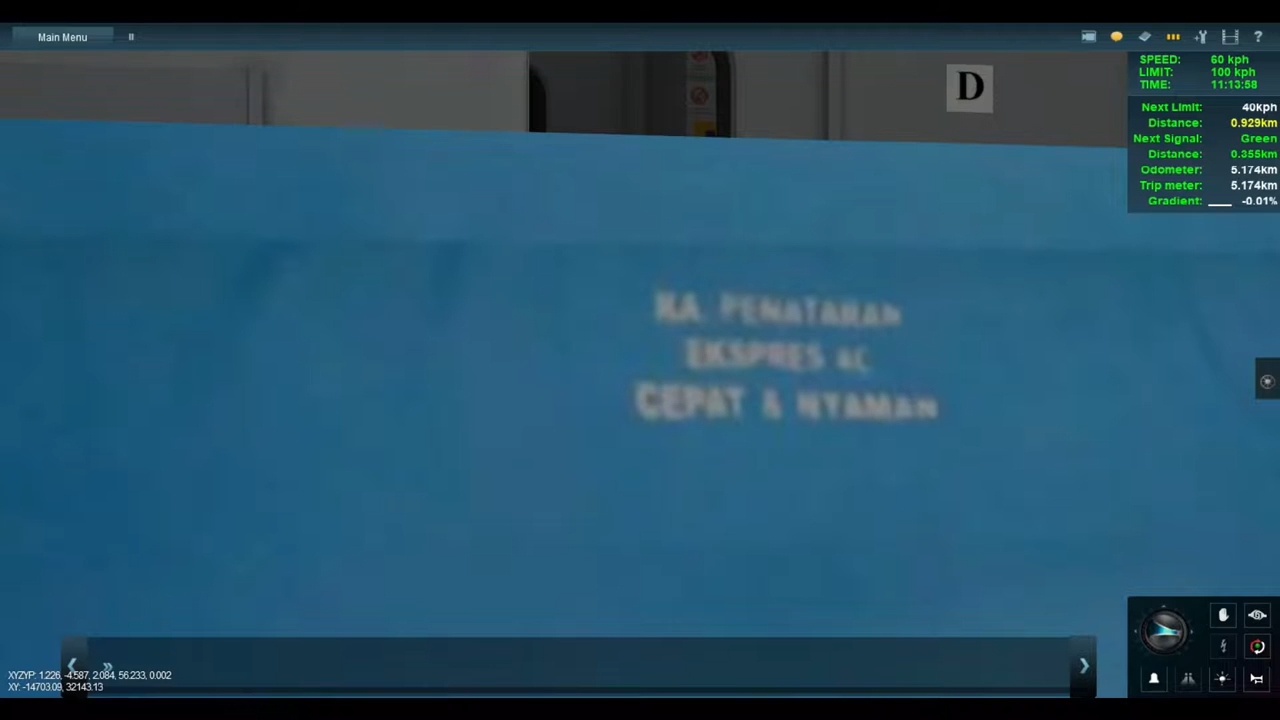 Main Menu
SPEED: 60 kph
LIMIT: 100 kph
TIME: 11:13:58
D
Next Limit: 40kph
Distance: 0.929km
Next Signal: Green
Distance: 0.355km
Odometer: 5.174km
Trip meter: 5.174km
Gradient: -0.01%
KA. PENATARAN
EKSPRES AC
CEPAT & NYAMAN
XYZYP: 1.226, -4.587, 2.084, 56.233, 0.002
XY: -14703.09, 32143.13